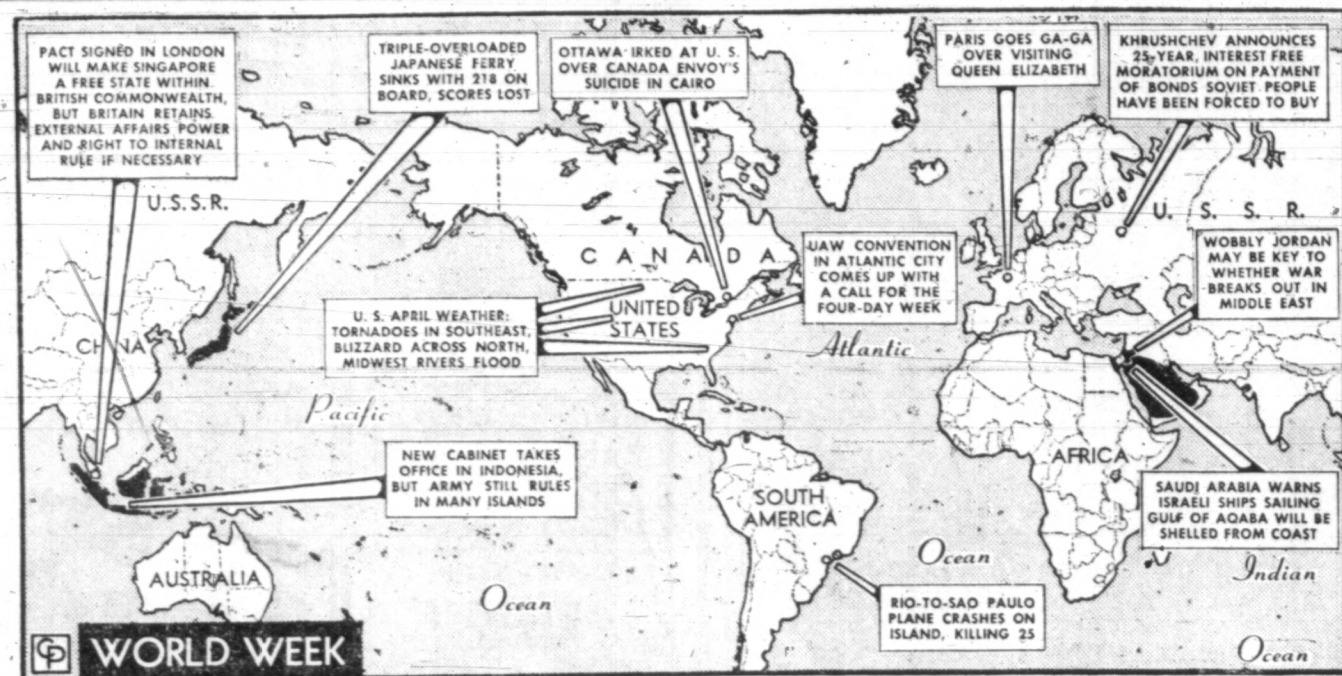 PACT SIGNED IN LONDON
WILL MAKE SINGAPORE
A FREE STATE WITHIN
BRITISH COMMONWEALTH,
BUT BRITAIN RETAINS
EXTERNAL AFFAIRS POWER
AND RIGHT TO INTERNAL
RULE IF NECESSARY
TRIPLE-OVERLOADED
JAPANESE FERRY
SINKS WITH 218 ON
BOARD, SCORES LOST
OTTAWA IRKED AT U. S.
OVER CANADA ENVOY'S
SUICIDE IN CAIRO
PARIS GOES GA-GA
OVER VISITING
QUEEN ELIZABETH
KHRUSHCHEV ANNOUNCES
25-YEAR, INTEREST FREE
MORATORIUM ON PAYMENT
OF BONDS SOVIET PEOPLE
HAVE BEEN FORCED TO BUY
U.S.S.R.
U. S. S. R.
CANADA
UAW CONVENTION
IN ATLANTIC CITY
COMES UP WITH
A CALL FOR THE
FOUR-DAY WEEK
WOBBLY JORDAN
MAY BE KEY TO
WHETHER WAR
BREAKS OUT IN
MIDDLE EAST
U. S. APRIL WEATHER:
TORNADOES IN SOUTHEAST,
BLIZZARD ACROSS NORTH,
MIDWEST RIVERS FLOOD
UNITED
STATES
CHINA
Atlantic
Pacific
NEW CABINET TAKES
OFFICE IN INDONESIA,
BUT ARMY STILL RULES
IN MANY ISLANDS
AFRICA
SOUTH
AMERICA
SAUDI ARABIA WARNS
ISRAELI SHIPS SAILING
GULF OF AQABA WILL BE
SHELLED FROM COAST
AUSTRALIA
Ocean
Ocean
Indian
RIO-TO-SAO PAULO
PLANE CRASHES ON
ISLAND, KILLING 25
Ocean
CP WORLD WEEK